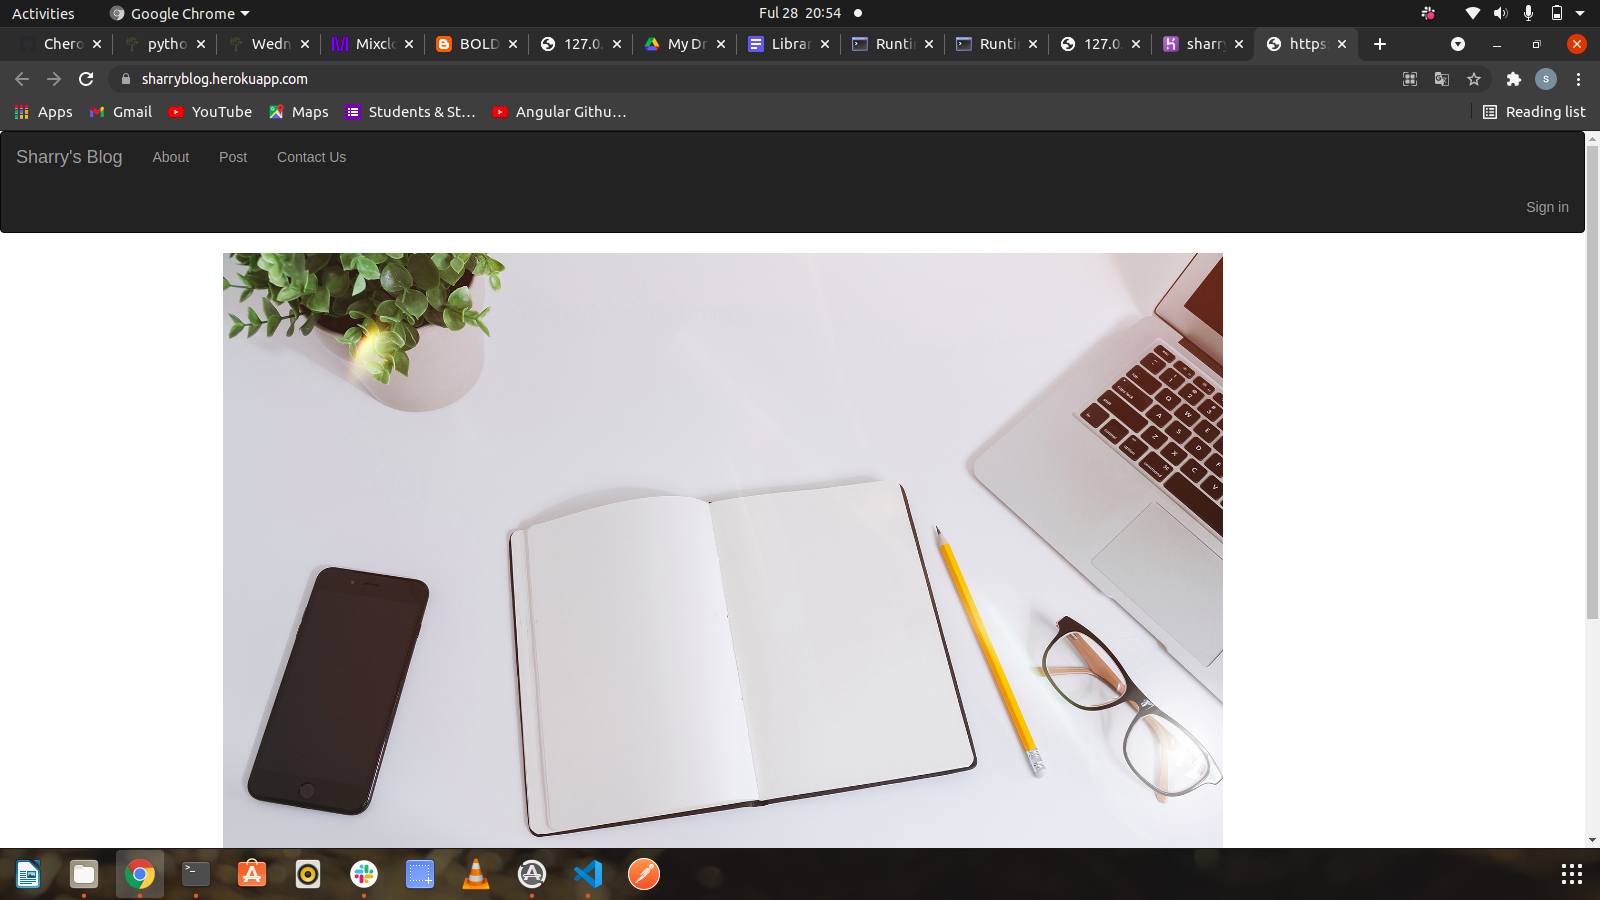 Activities Google Chrome Ful 28 20:54
Chero pytho Wedn Mixclo BOLD 127.0. My Dr Librar Runti Runti 127.0. sharry https
sharryblog.herokuapp.com S
Apps Gmail YouTube Maps Students & St… Angular Githu… Reading list
Sharry's Blog About Post Contact Us
Sign in